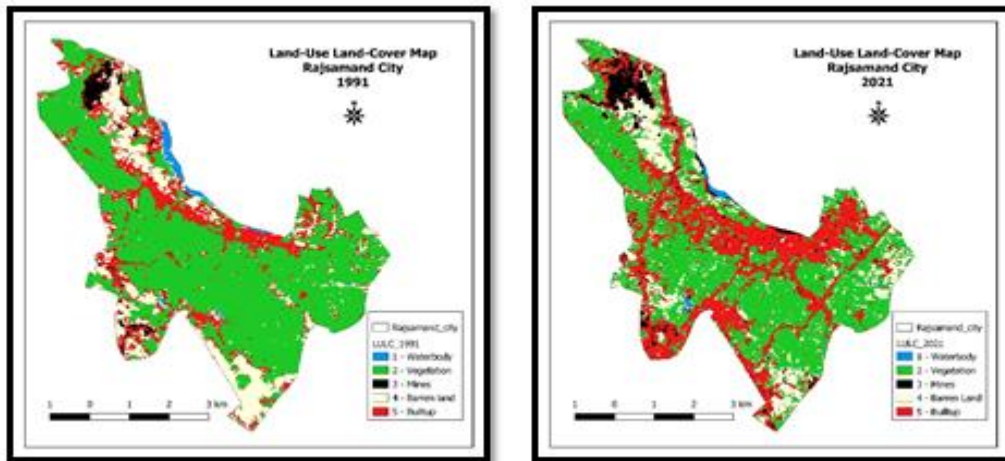 Land-Use Land-Cover Map
Rajsamand City
1991
Rajsamand_city
LULC_1991
1 - Waterbody
2 - Vegetation
3 - Mines
4 - Barren land
5 - Builtup
1 0 1 2 3 km
Land-Use Land-Cover Map
Rajsamand City
2021
Rajsamand_city
LULC_2021
2 - Vegetation
3 - Mines
4 - Barren Land
5 - Builtup
1 0 1 2 3 km